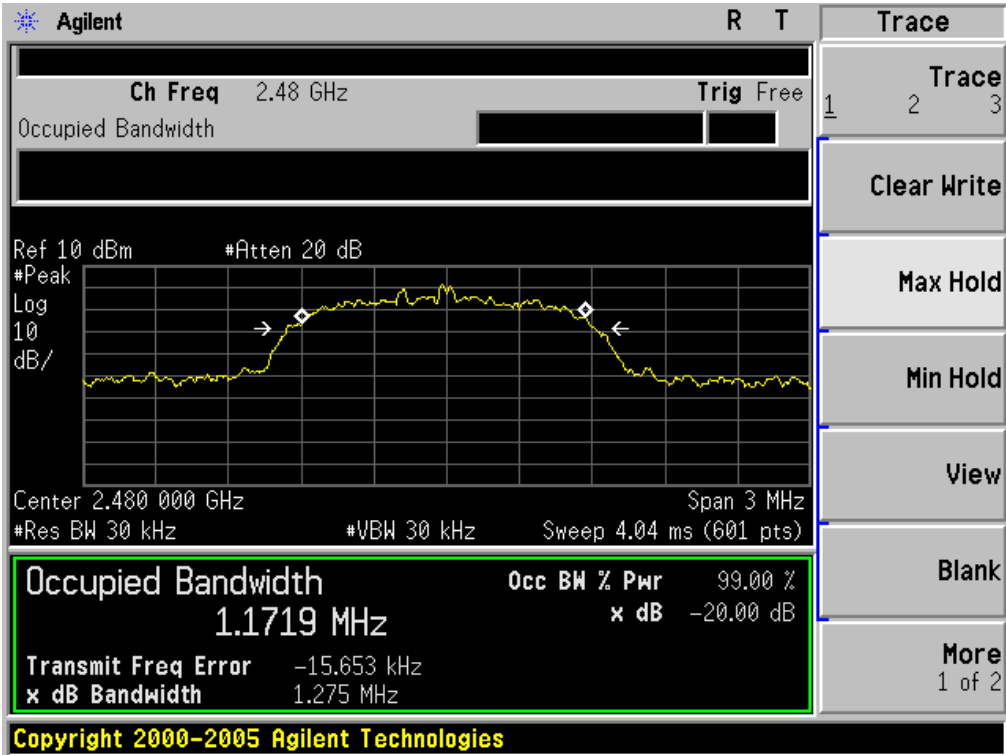 Agilent R T
Trace
Ch Freq 2.48 GHz Trig Free
Occupied Bandwidth
Trace
1 2 3
Clear Write
Max Hold
Min Hold
View
Blank
More
1 of 2
Ref 10 dBm #Atten 20 dB
#Peak
Log
10
dB/
Center 2.480 000 GHz Span 3 MHz
#Res BW 30 kHz #VBW 30 kHz Sweep 4.04 ms (601 pts)
Occupied Bandwidth Occ BW % Pwr 99.00 %
1.1719 MHz x dB -20.00 dB
Transmit Freq Error -15.653 kHz
x dB Bandwidth 1.275 MHz
Copyright 2000-2005 Agilent Technologies